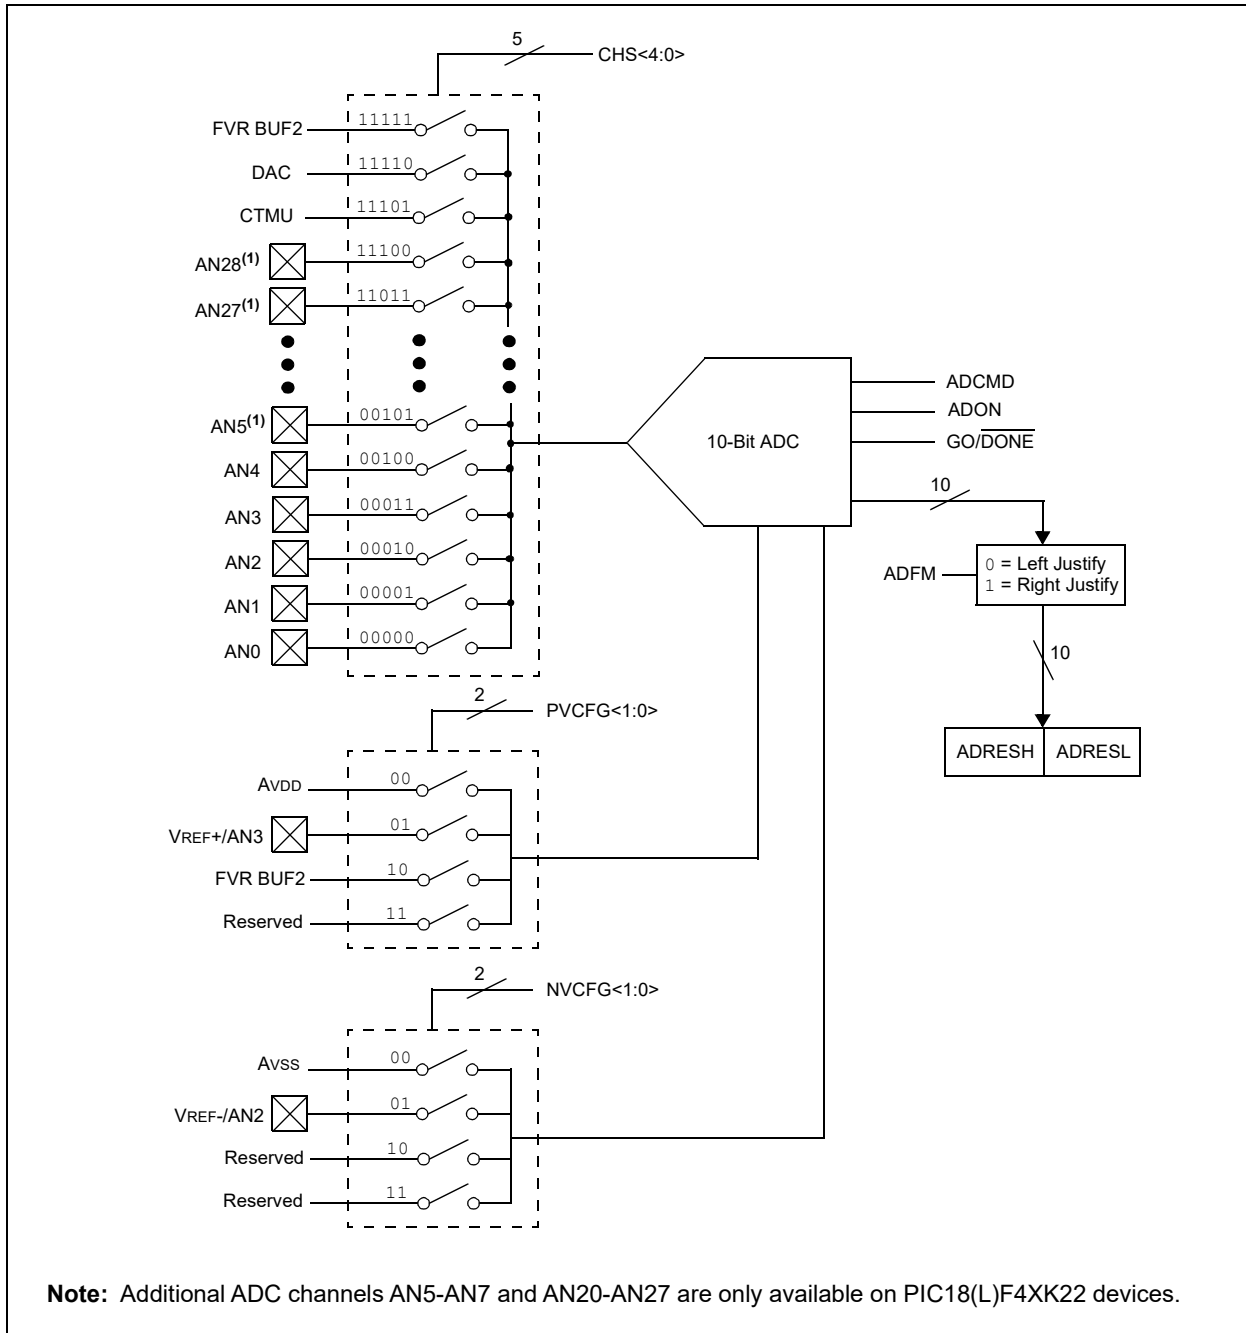 5
CHS<4:0>
FVR BUF2 11111
DAC 11110
CTMU 11101
AN28(1) 11100
AN27(1) 11011
AN5(1) 00101
AN4 00100
AN3 00011
AN2 00010
AN1 00001
AN0 00000
10-Bit ADC
ADCMD
ADON
GO/DONE
10
ADFM
0 = Left Justify
1 = Right Justify
10
ADRESH ADRESL
2
PVCFG<1:0>
AVDD 00
VREF+/AN3 01
FVR BUF2 10
Reserved 11
2
NVCFG<1:0>
AVSS 00
VREF-/AN2 01
Reserved 10
Reserved 11
Note: Additional ADC channels AN5-AN7 and AN20-AN27 are only available on PIC18(L)F4XK22 devices.